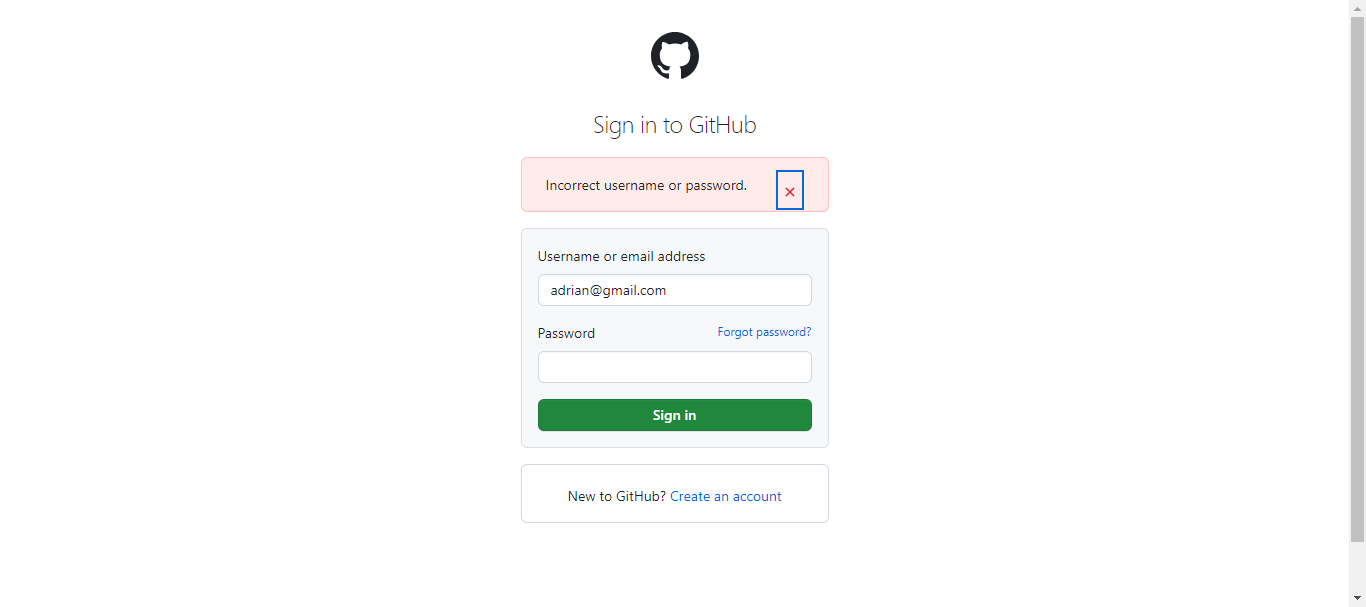 Sign in to GitHub
Incorrect username or password.
Username or email address
adrian@gmail.com
Password Forgot password?
Sign in
New to GitHub? Create an account